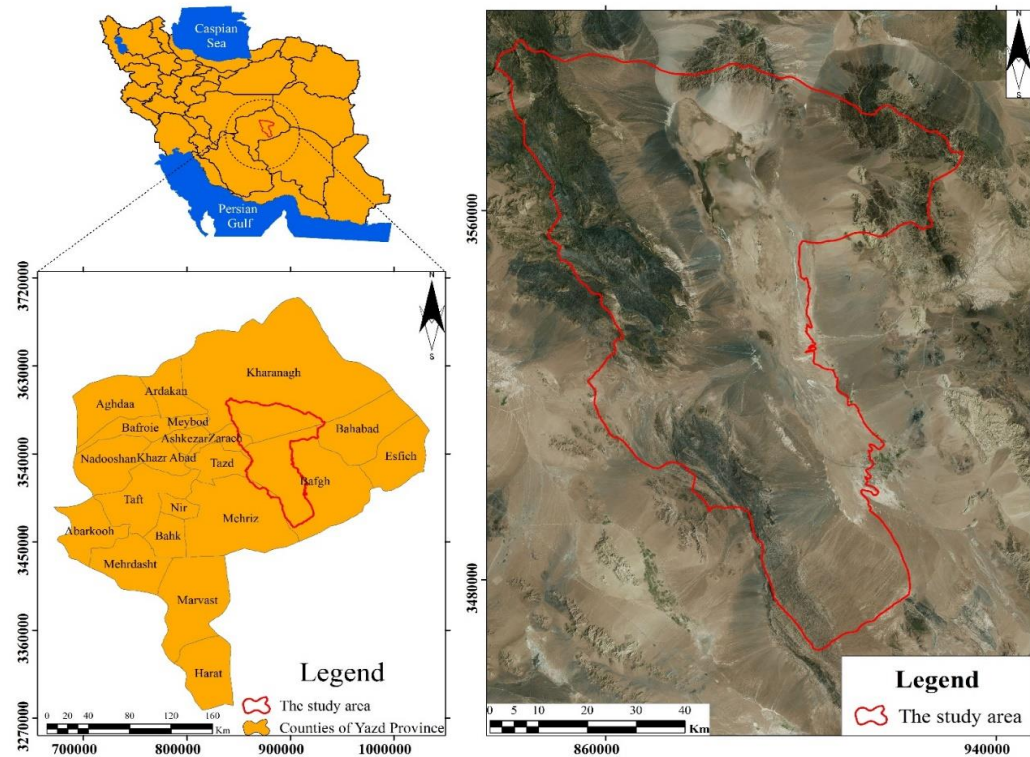 Caspian
Sea
Persian
Gulf
N
S
3720000
3630000
3540000
3450000
3360000
3270000
Kharanagh
Ardakan
Aghdaa
Meybod
Bafroie
Ashkezar
Zarach
Bahabad
Nadooshan
Khazr Abad
Tazd
Esfich
Bafgh
Taft
Nir
Mehriz
Abarkooh
Bahk
Mehrdasht
Marvast
Harat
Legend
The study area
Counties of Yazd Province
0 20 40 80 120 160
Km
700000 800000 900000 1000000
N
S
3560000
3480000
0 5 10 20 30 40
Km
Legend
The study area
860000 940000